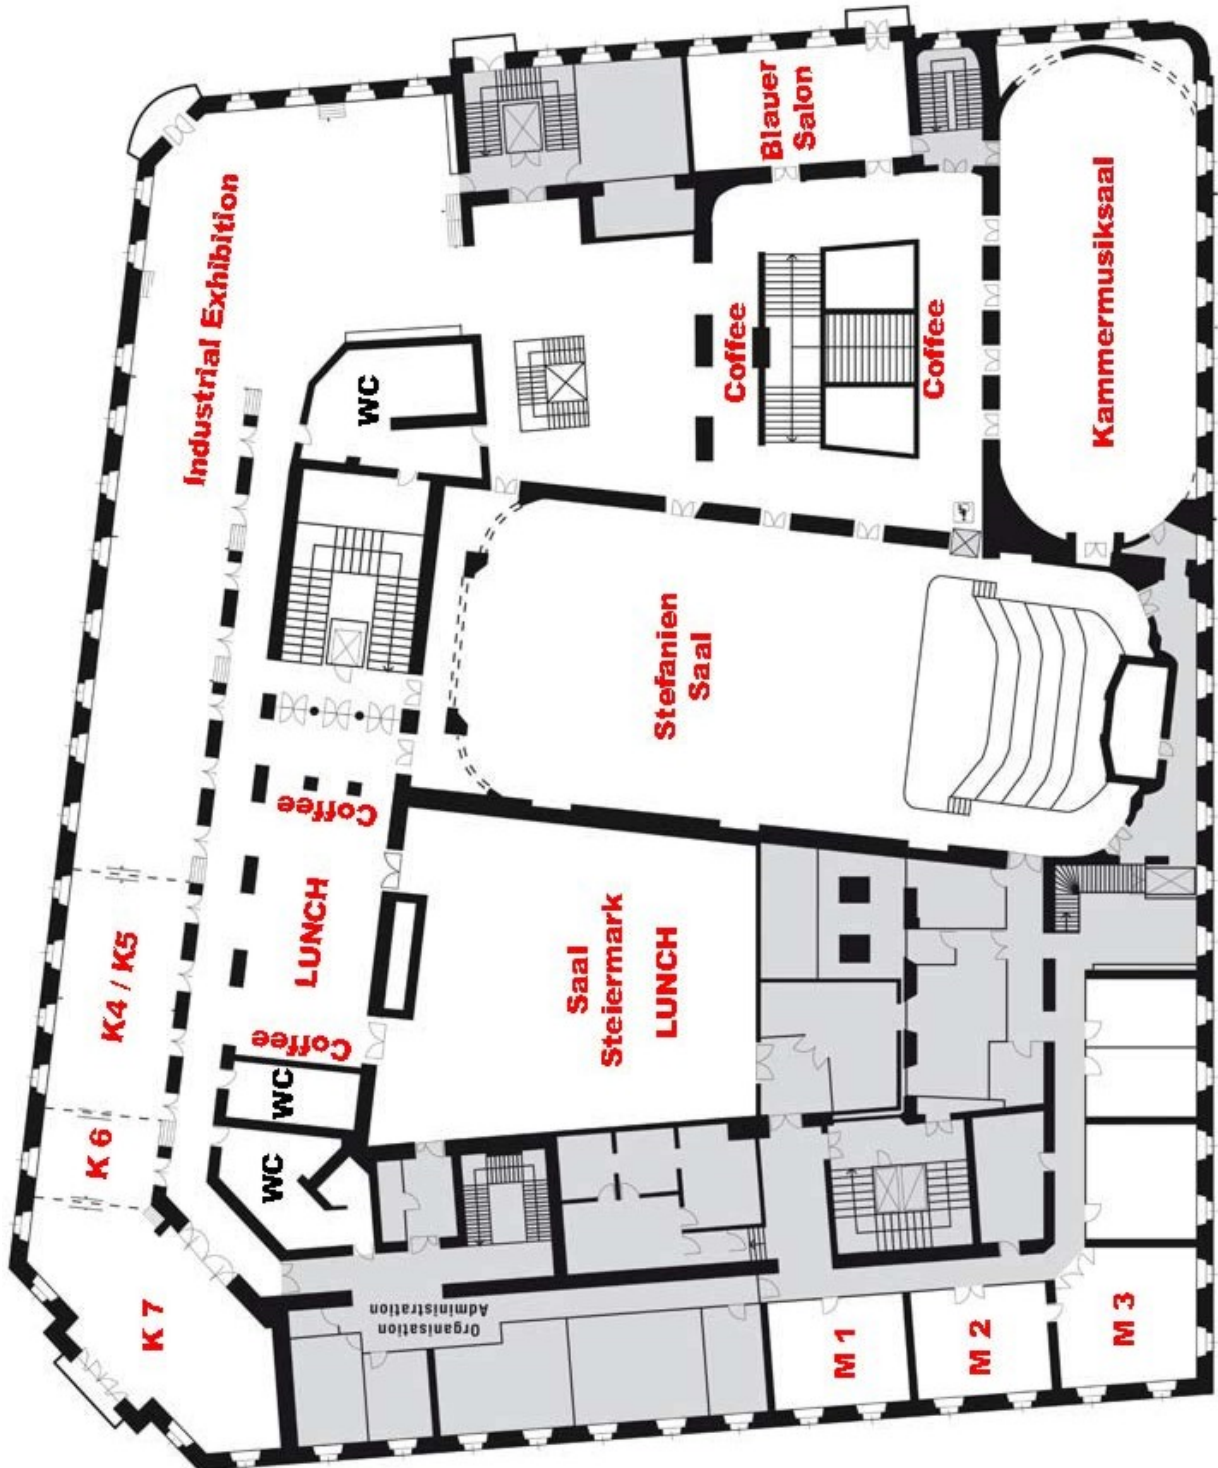 Blauer
Salon
Industrial Exhibition
Kammermusiksaal
Coffee
Coffee
WC
Stefanien
Saal
Coffee
LUNCH
Coffee
Saal
Steiermark
LUNCH
K4 / K5
K 6
WC
WC
K 7
Organisation
Administration
M 1
M 2
M 3